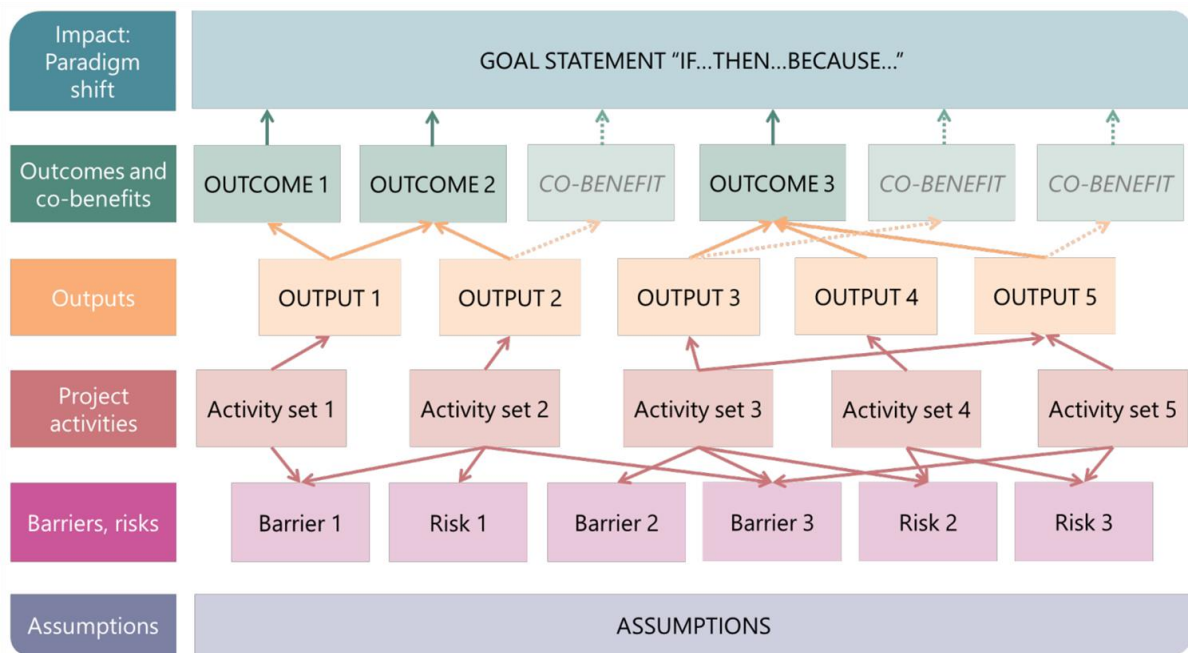 Impact:
Paradigm
shift
GOAL STATEMENT “IF...THEN...BECAUSE...”
Outcomes and
co-benefits
OUTCOME 1
OUTCOME 2
CO-BENEFIT
OUTCOME 3
CO-BENEFIT
CO-BENEFIT
Outputs
OUTPUT 1
OUTPUT 2
OUTPUT 3
OUTPUT 4
OUTPUT 5
Project
activities
Activity set 1
Activity set 2
Activity set 3
Activity set 4
Activity set 5
Barriers, risks
Barrier 1
Risk 1
Barrier 2
Barrier 3
Risk 2
Risk 3
Assumptions
ASSUMPTIONS